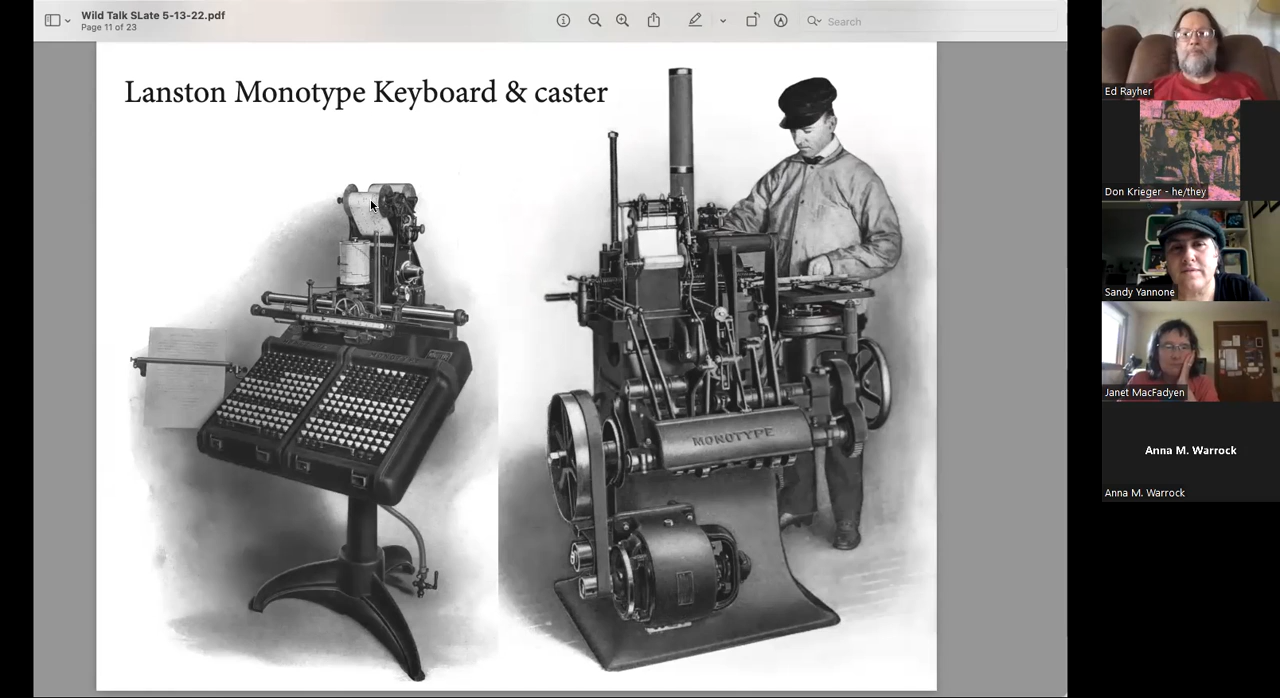 Wild Talk SLate 5-13-22.pdf
Page 11 of 23
Search
Lanston Monotype Keyboard & caster
MONOTYPE
Ed Rayher
Don Krieger - he/they
Sandy Yannone
Janet MacFadyen
Anna M. Warrock
Anna M. Warrock